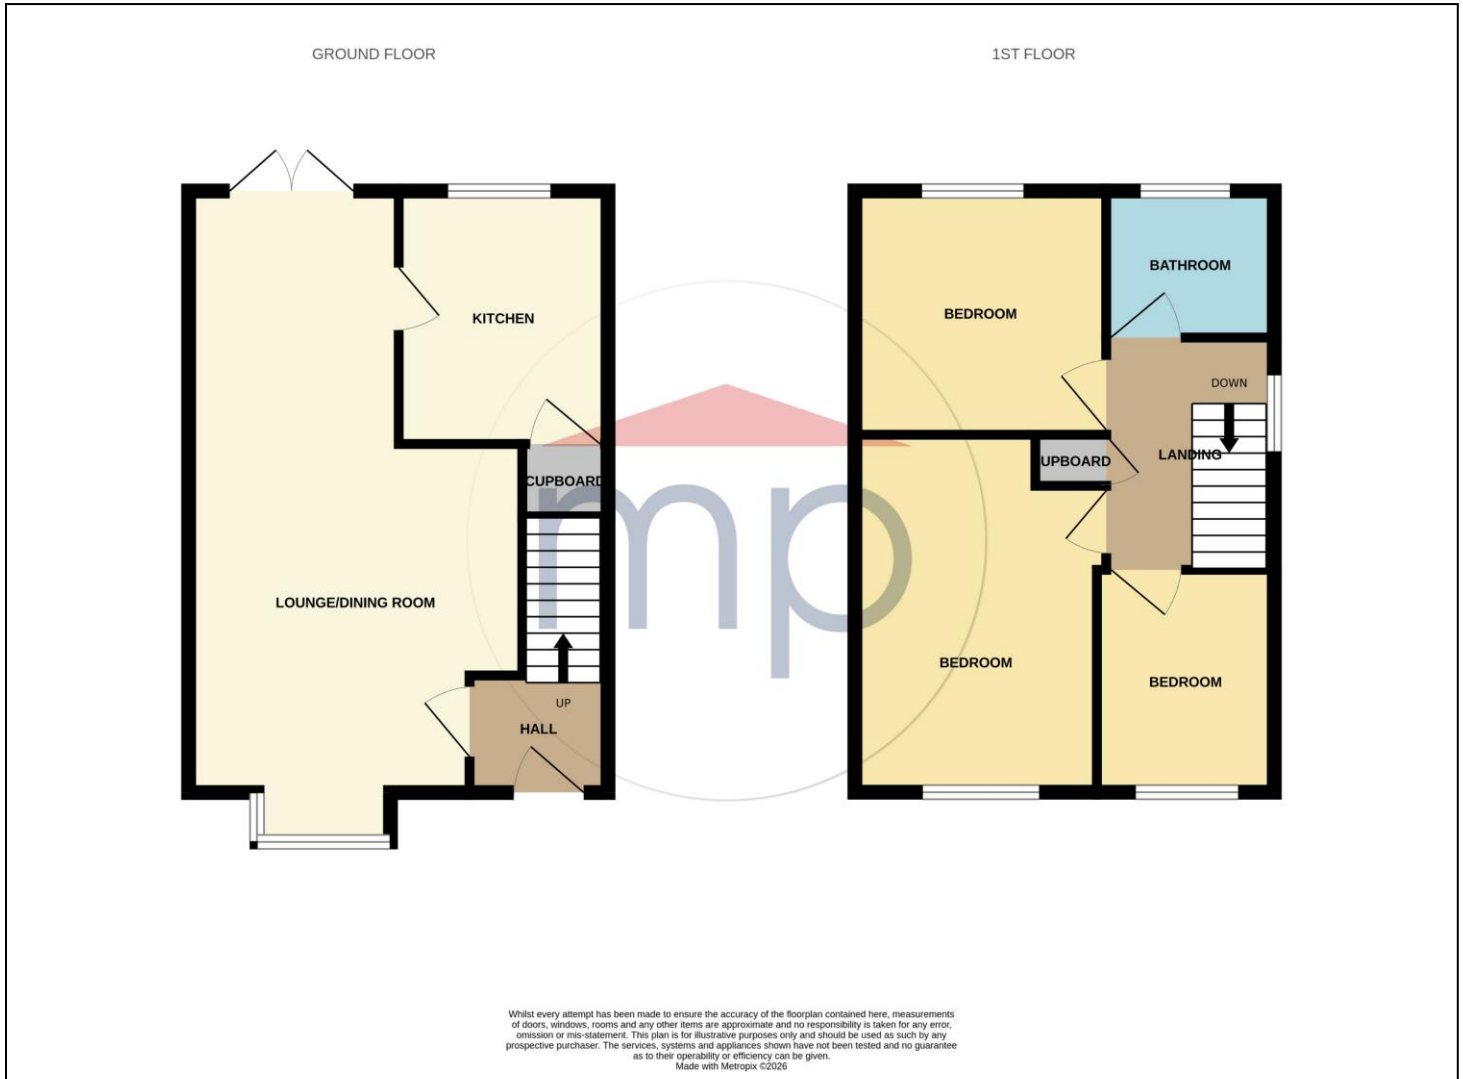 GROUND FLOOR
1ST FLOOR
KITCHEN
CUPBOARD
LOUNGE/DINING ROOM
UP
HALL
BEDROOM
BATHROOM
DOWN
UPBOARD
LANDING
BEDROOM
BEDROOM
mp
Whilst every attempt has been made to ensure the accuracy of the floorplan contained here, measurements
of doors, windows, rooms and any other items are approximate and no responsibility is taken for any error,
omission or mis-statement. This plan is for illustrative purposes only and should be used as such by any
prospective purchaser. The services, systems and appliances shown have not been tested and no guarantee
as to their operability or efficiency can be given.
Made with Metropix ©2026